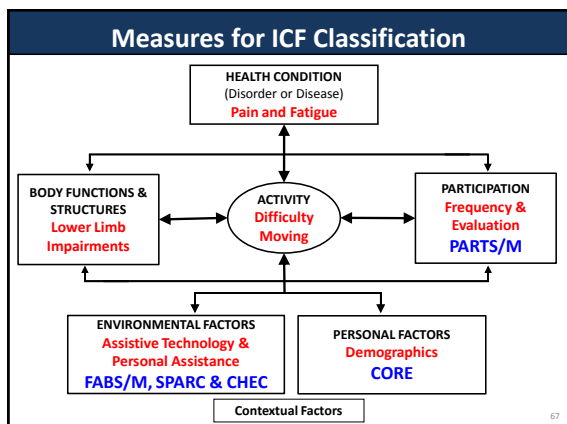 Measures for ICF Classification
HEALTH CONDITION
(Disorder or Disease)
Pain and Fatigue
BODY FUNCTIONS &
STRUCTURES
Lower Limb
Impairments
ACTIVITY
Difficulty
Moving
PARTICIPATION
Frequency &
Evaluation
PARTS/M
ENVIRONMENTAL FACTORS
Assistive Technology &
Personal Assistance
FABS/M, SPARC & CHEC
PERSONAL FACTORS
Demographics
CORE
Contextual Factors
67